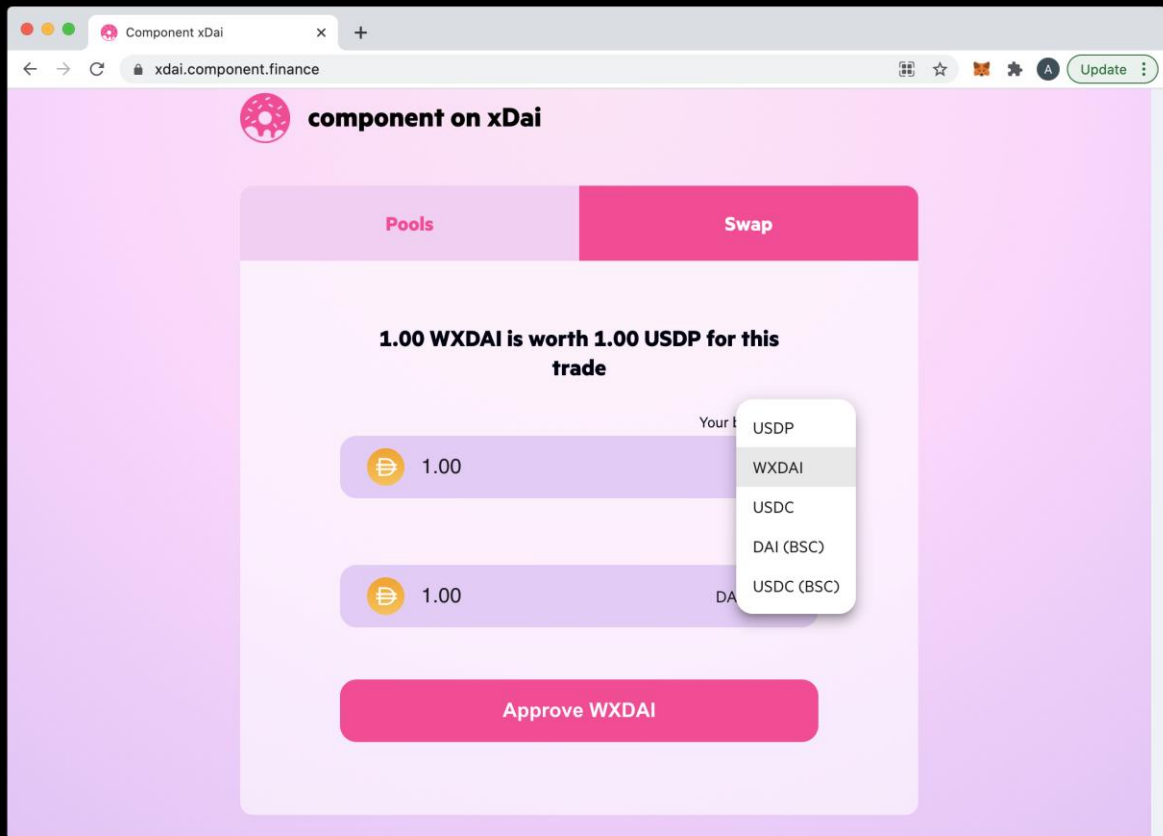 Component xDai
xdai.component.finance
A
Update
component on xDai
Pools
Swap
1.00 WXDAI is worth 1.00 USDP for this
trade
Your
1.00
USDP
WXDAI
USDC
DAI (BSC)
USDC (BSC)
1.00
Approve WXDAI